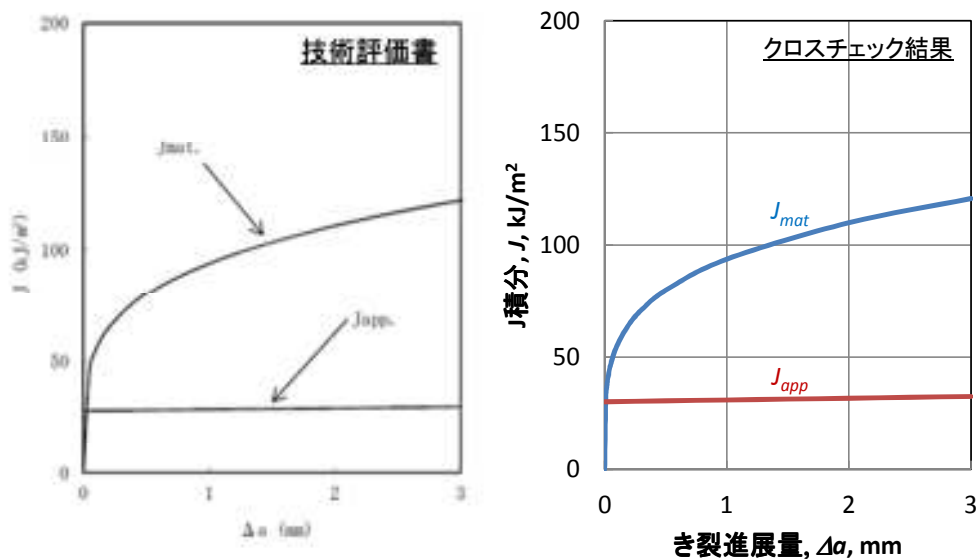 技術評価書
200
150
100
50
0
J (kJ/m²)
Jmat.
Japp.
0 1 2 3
Δa (mm)
クロスチェック結果
200
150
100
50
0
J積分, J, kJ/m²
J_mat
J_app
0 1 2 3
き裂進展量, Δa, mm